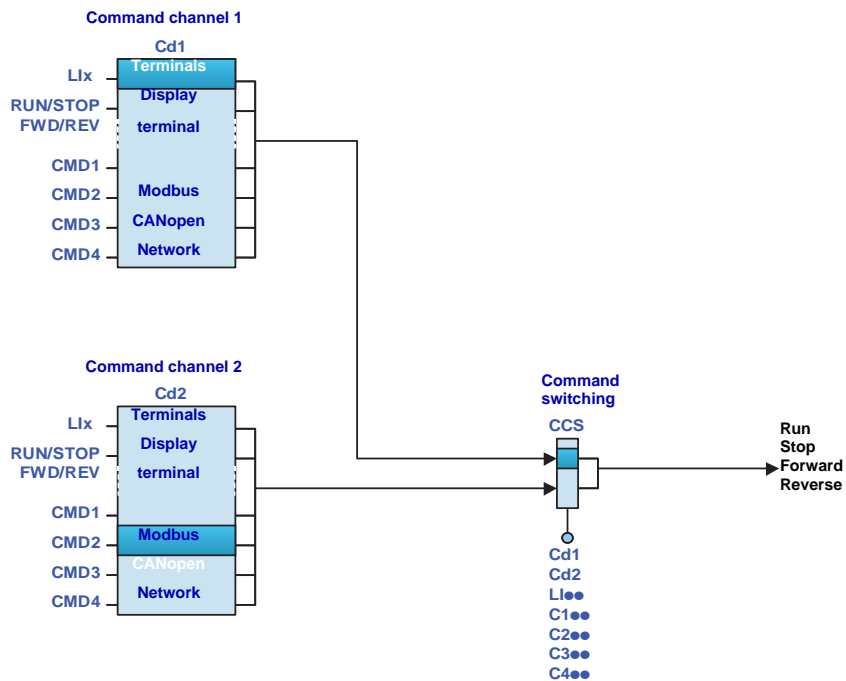 Command channel 1
Cd1
LIx
Terminals
RUN/STOP
Display
FWD/REV
terminal
CMD1
CMD2
Modbus
CMD3
CANopen
CMD4
Network
Command channel 2
Cd2
LIx
Terminals
RUN/STOP
Display
FWD/REV
terminal
CMD1
CMD2
Modbus
CMD3
CANopen
CMD4
Network
Command
switching
CCS
Run
Stop
Forward
Reverse
Cd1
Cd2
LI●●
C1●●
C2●●
C3●●
C4●●